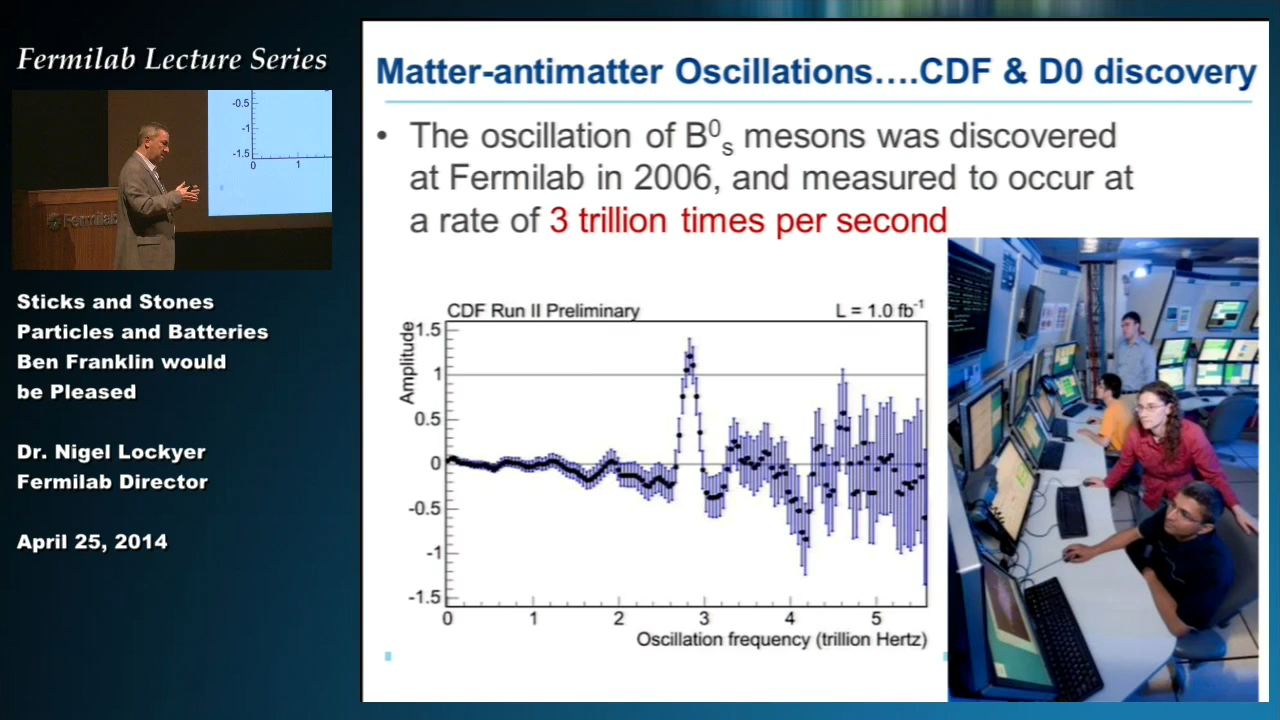 Fermilab Lecture Series
-0.5
-1
-1.5
0
1
Fermilab
Sticks and Stones
Particles and Batteries
Ben Franklin would
be Pleased
Dr. Nigel Lockyer
Fermilab Director
April 25, 2014
Matter-antimatter Oscillations....CDF & D0 discovery
• The oscillation of B⁰ₛ mesons was discovered
at Fermilab in 2006, and measured to occur at
a rate of 3 trillion times per second
CDF Run II Preliminary
L = 1.0 fb⁻¹
Amplitude
1.5
1
0.5
0
-0.5
-1
-1.5
0 1 2 3 4 5
Oscillation frequency (trillion Hertz)